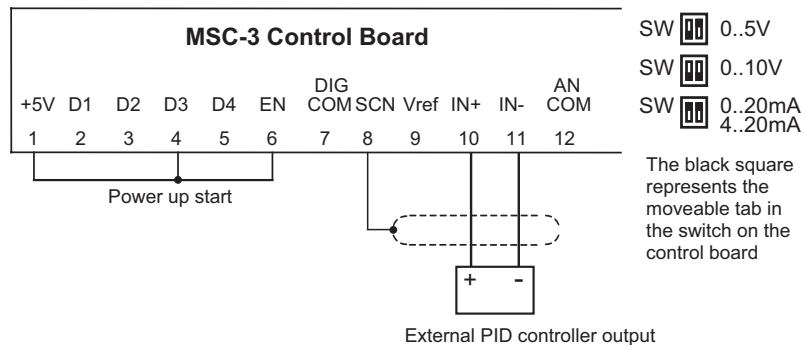 MSC-3 Control Board
+5V D1 D2 D3 D4 EN DIG COM SCN Vref IN+ IN- AN COM
1 2 3 4 5 6 7 8 9 10 11 12
Power up start
+ -
External PID controller output
SW 0..5V
SW 0..10V
SW 0..20mA
4..20mA
The black square
represents the
moveable tab in
the switch on the
control board